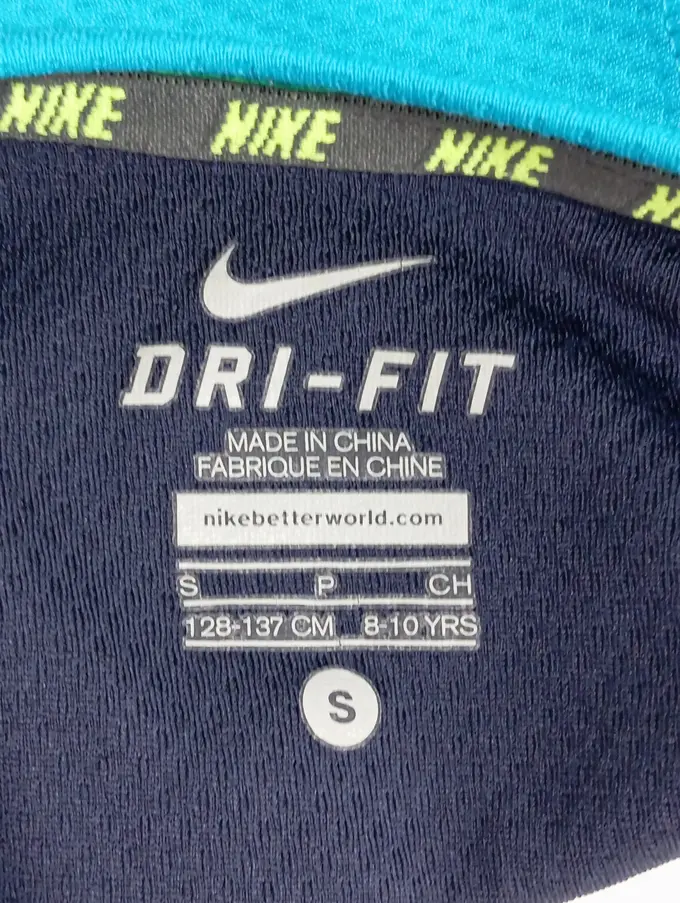 NIKE NIKE NIKE NI
DRI-FIT
MADE IN CHINA
FABRIQUE EN CHINE
nikebetterworld.com
S P CH
128-137 CM 8-10 YRS
S